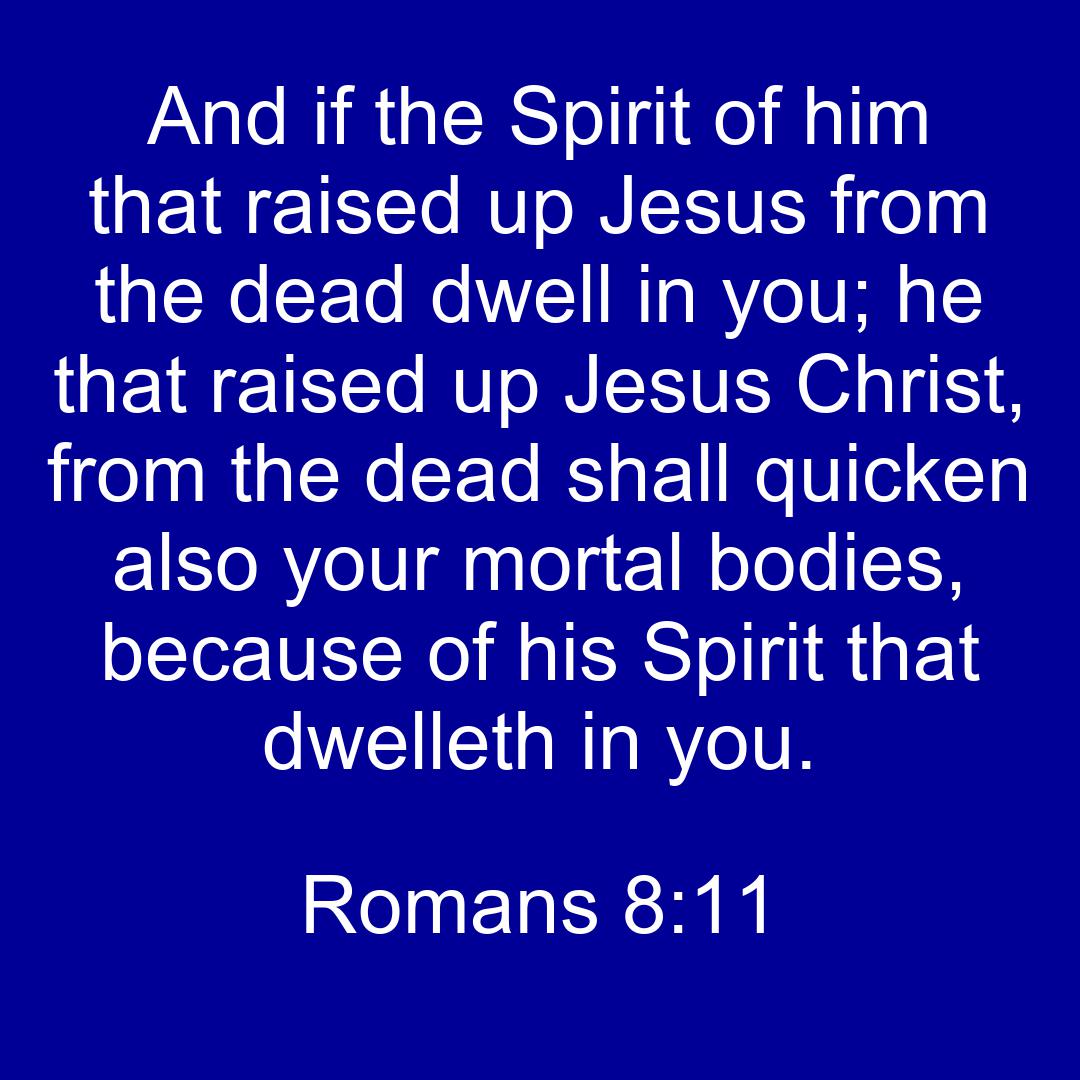 And if the Spirit of him
that raised up Jesus from
the dead dwell in you; he
that raised up Jesus Christ,
from the dead shall quicken
also your mortal bodies,
because of his Spirit that
dwelleth in you.
Romans 8:11